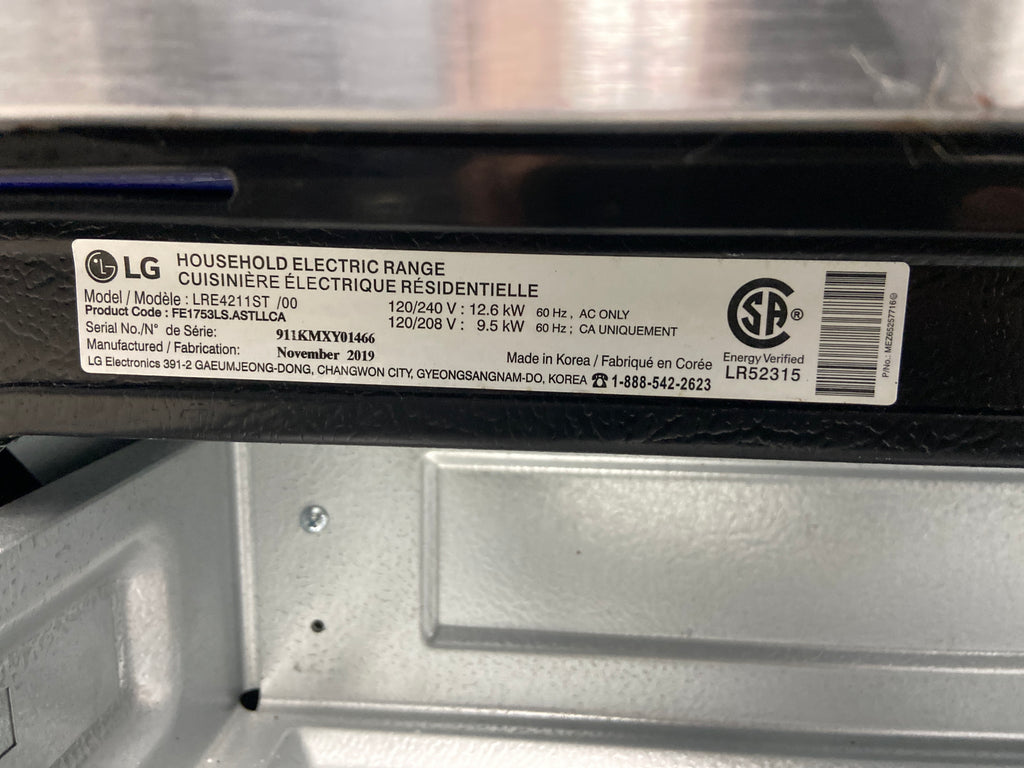 LG HOUSEHOLD ELECTRIC RANGE
CUISINIÈRE ÉLECTRIQUE RÉSIDENTIELLE
Model / Modèle : LRE4211ST /00
Product Code : FE1753LS.ASTLLCA
Serial No./N° de Série: 911KMXY01466
Manufactured / Fabrication: November 2019
120/240 V : 12.6 kW 60 Hz , AC ONLY
120/208 V : 9.5 kW 60 Hz ; CA UNIQUEMENT
Made in Korea / Fabriqué en Corée
LG Electronics 391-2 GAEUMJEONG-DONG, CHANGWON CITY, GYEONGSANGNAM-DO, KOREA ☎ 1-888-542-2623
SA ®
Energy Verified
LR52315
P/No.: MEZ65257716